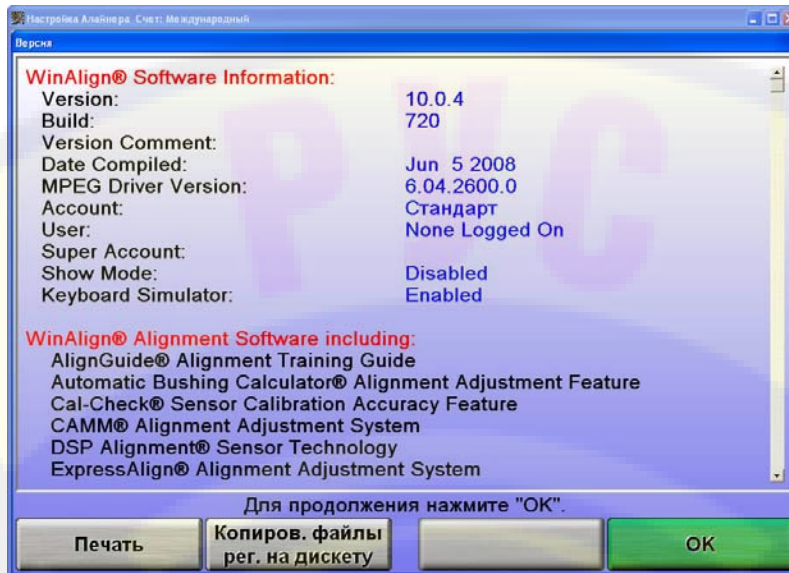 Настройка Алайнера Счет: Международный
Версия
WinAlign® Software Information:
Version: 10.0.4
Build: 720
Version Comment:
Date Compiled: Jun 5 2008
MPEG Driver Version: 6.04.2600.0
Account: Стандарт
User: None Logged On
Super Account:
Show Mode: Disabled
Keyboard Simulator: Enabled
WinAlign® Alignment Software including:
AlignGuide® Alignment Training Guide
Automatic Bushing Calculator® Alignment Adjustment Feature
Cal-Check® Sensor Calibration Accuracy Feature
CAMM® Alignment Adjustment System
DSP Alignment® Sensor Technology
ExpressAlign® Alignment Adjustment System
Для продолжения нажмите "OK".
Печать
Копиров. файлы
рег. на дискету
OK
РУС